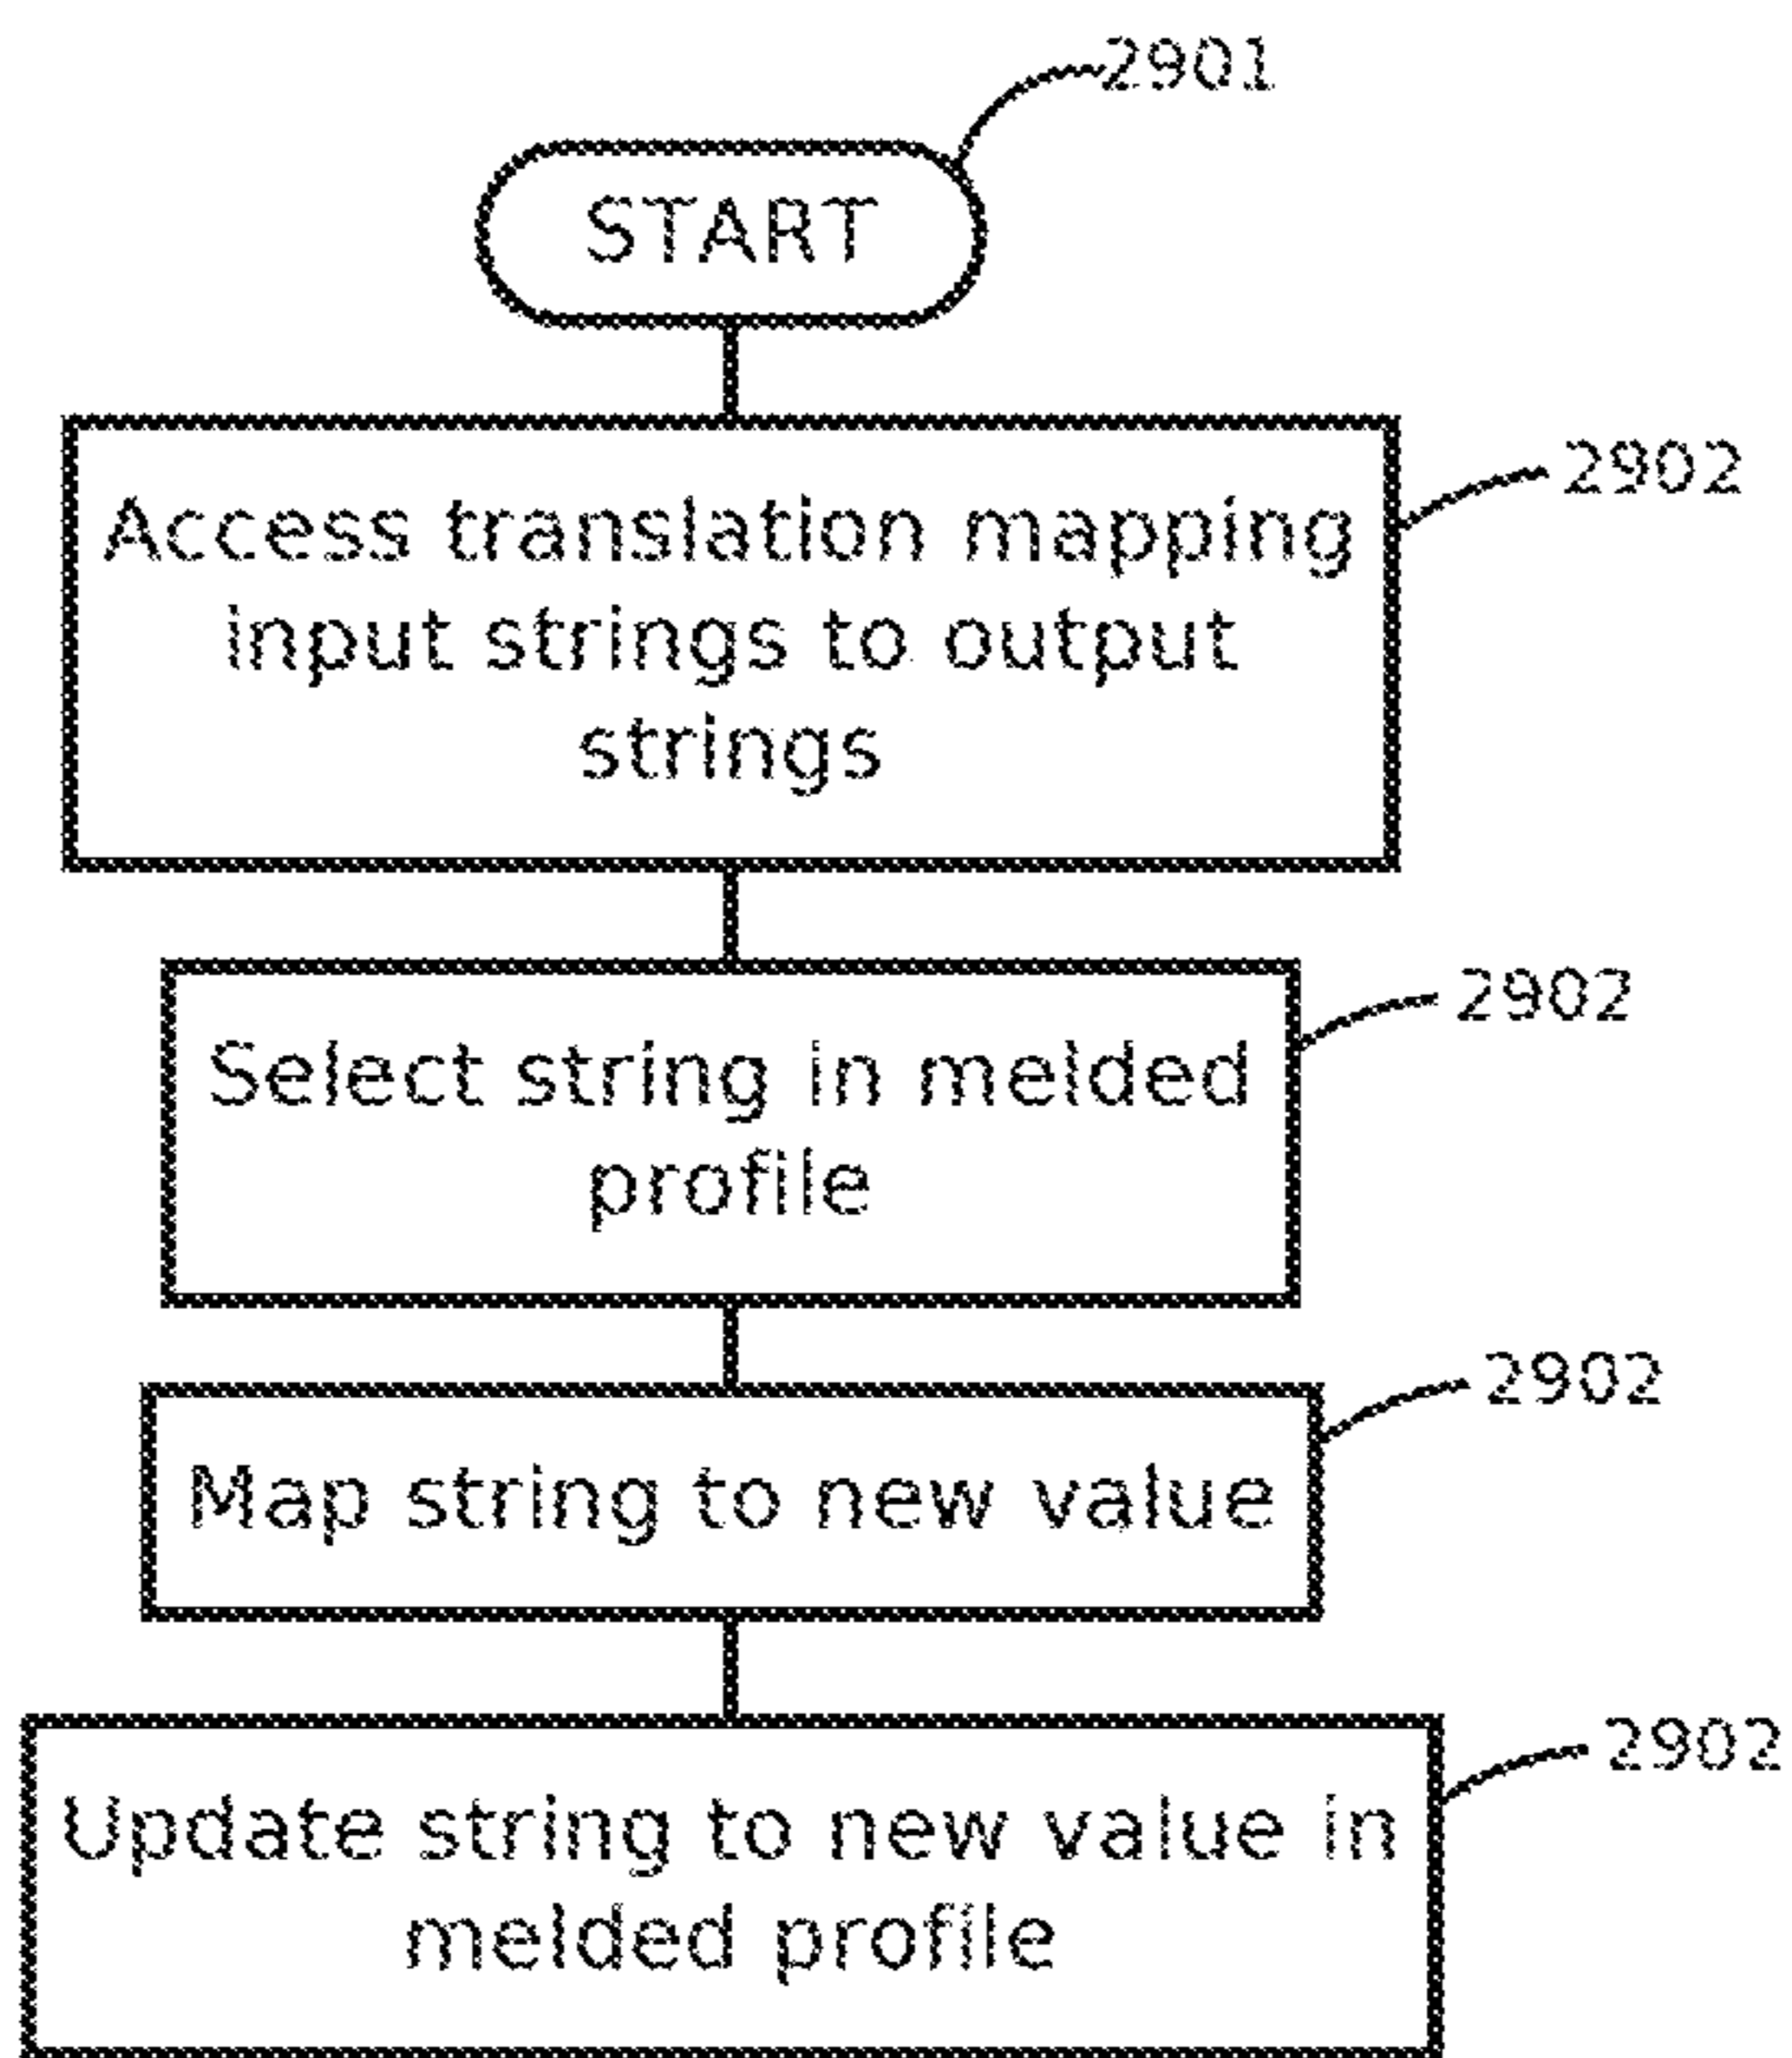 2901
START
2902
Access translation mapping
input strings to output
strings
2902
Select string in melded
profile
2902
Map string to new value
2902
Update string to new value in
melded profile